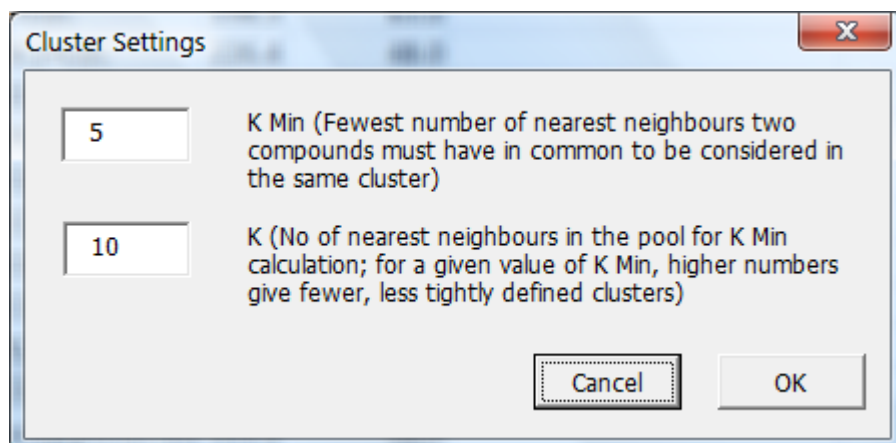 Cluster Settings
5
K Min (Fewest number of nearest neighbours two
compounds must have in common to be considered in
the same cluster)
10
K (No of nearest neighbours in the pool for K Min
calculation; for a given value of K Min, higher numbers
give fewer, less tightly defined clusters)
Cancel
OK